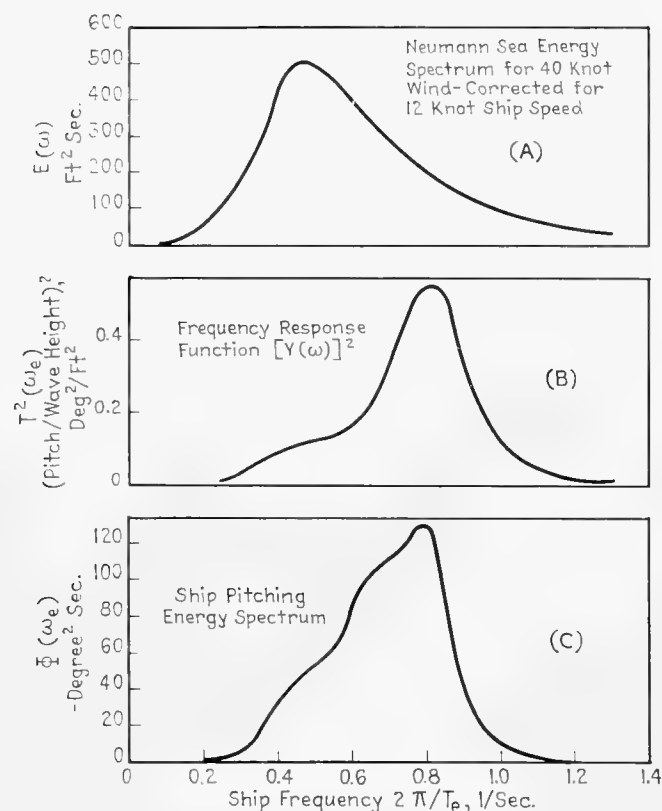 600
500
400
300
200
100
0
E(ω)
Ft² Sec.
Neumann Sea Energy
Spectrum for 40 Knot
Wind-Corrected for
12 Knot Ship Speed
(A)
0.4
0.2
0
T²(ωe)
(Pitch/Wave Height),²
Deg²/Ft²
Frequency Response
Function [Y(ω)]²
(B)
120
100
80
60
40
20
0
Φ(ωe)
-Degree² Sec.
Ship Pitching
Energy Spectrum
(C)
0 0.2 0.4 0.6 0.8 1.0 1.2 1.4
Ship Frequency 2 π/Te, 1/Sec.